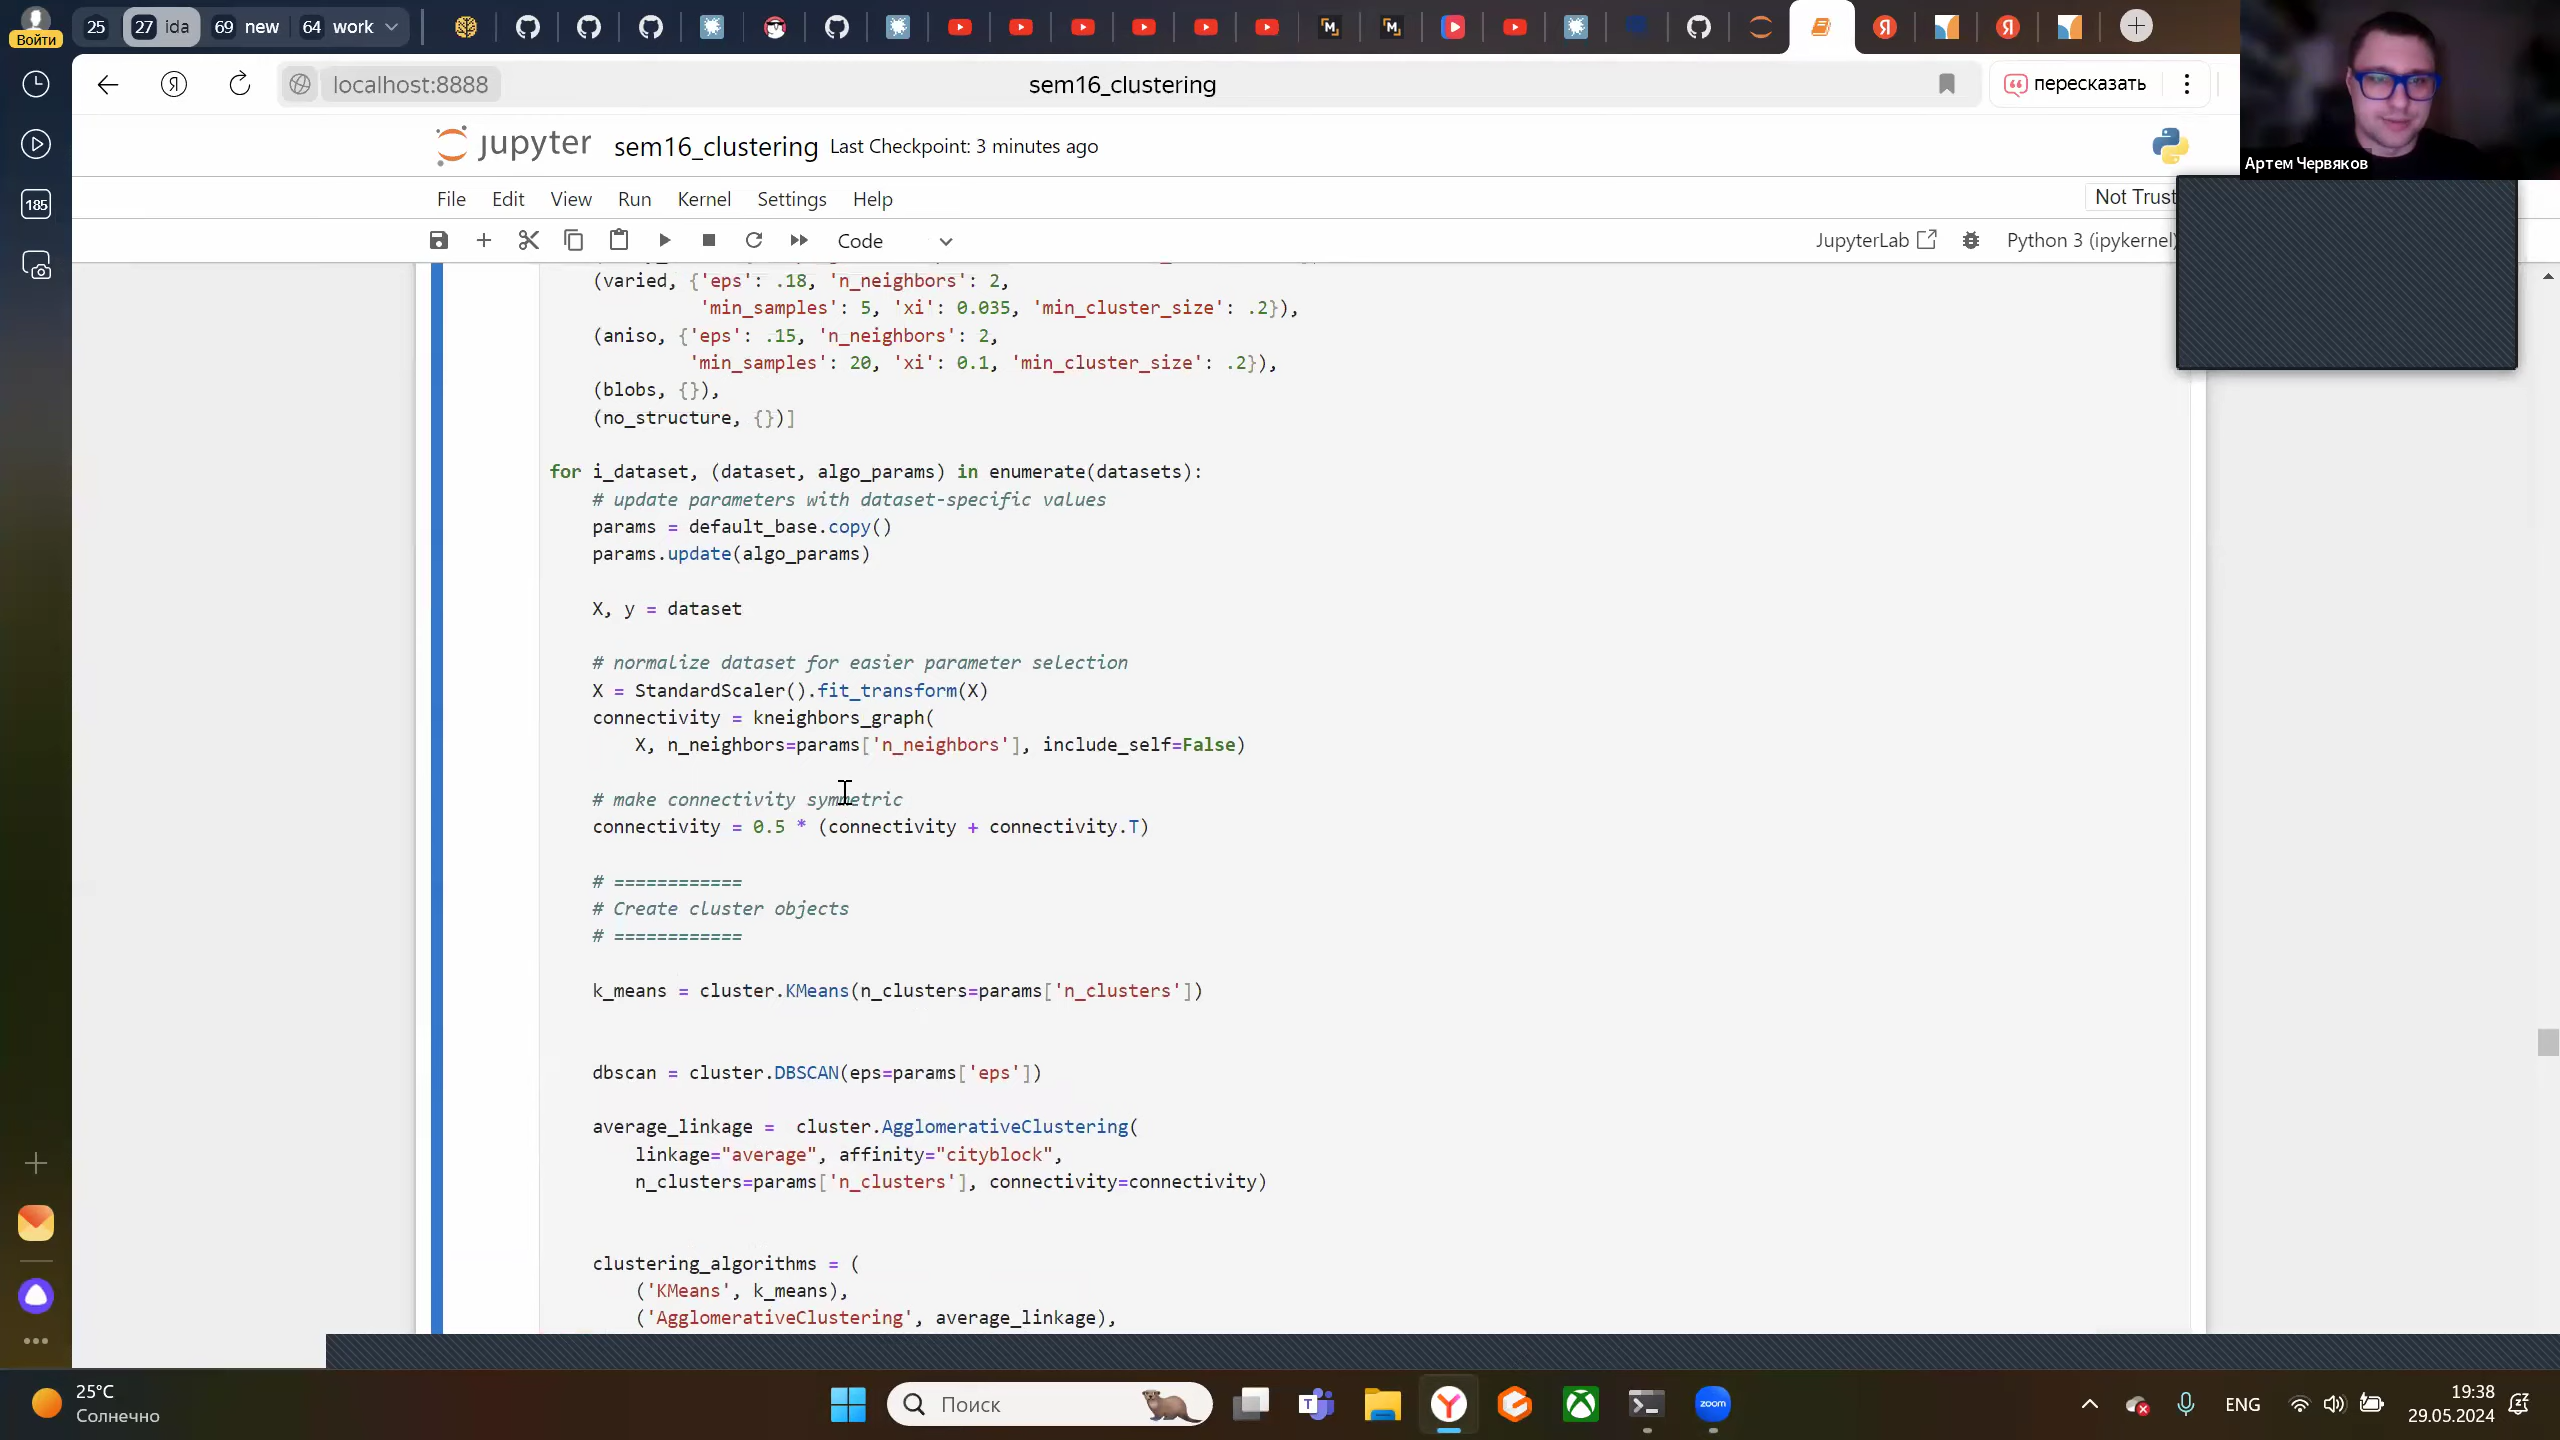 Войти
25
27 ida
69 new
64 work
localhost:8888
sem16_clustering
пересказать
Артем Червяков
185
jupyter sem16_clustering Last Checkpoint: 3 minutes ago
File Edit View Run Kernel Settings Help
Not Trust
Code
JupyterLab
Python 3 (ipykernel)
(varied, {'eps': .18, 'n_neighbors': 2,
'min_samples': 5, 'xi': 0.035, 'min_cluster_size': .2}),
(aniso, {'eps': .15, 'n_neighbors': 2,
'min_samples': 20, 'xi': 0.1, 'min_cluster_size': .2}),
(blobs, {}),
(no_structure, {})]
for i_dataset, (dataset, algo_params) in enumerate(datasets):
# update parameters with dataset-specific values
params = default_base.copy()
params.update(algo_params)
X, y = dataset
# normalize dataset for easier parameter selection
X = StandardScaler().fit_transform(X)
connectivity = kneighbors_graph(
X, n_neighbors=params['n_neighbors'], include_self=False)
# make connectivity symmetric
connectivity = 0.5 * (connectivity + connectivity.T)
# ============
# Create cluster objects
# ============
k_means = cluster.KMeans(n_clusters=params['n_clusters'])
dbscan = cluster.DBSCAN(eps=params['eps'])
average_linkage =  cluster.AgglomerativeClustering(
linkage="average", affinity="cityblock",
n_clusters=params['n_clusters'], connectivity=connectivity)
clustering_algorithms = (
('KMeans', k_means),
('AgglomerativeClustering', average_linkage),
25°C
Солнечно
Поиск
zoom
ENG
19:38
29.05.2024